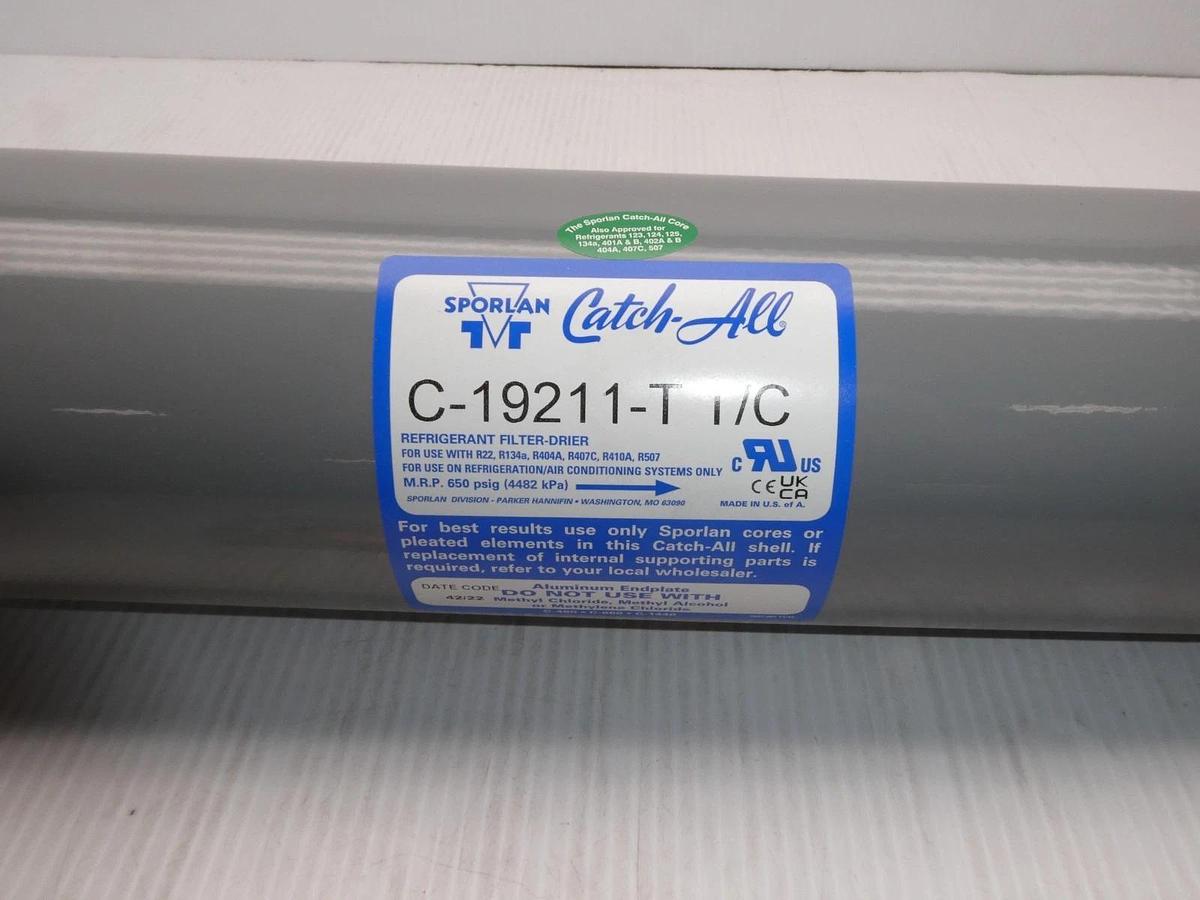 The Sporlan Catch-All Core
Also Approved for
Refrigerants 123, 124, 125,
134a, 401A & B, 402A & B
404A, 407C, 507
SPORLAN
Catch-All®
C-19211-T T/C
REFRIGERANT FILTER-DRIER
FOR USE WITH R22, R134a, R404A, R407C, R410A, R507
FOR USE ON REFRIGERATION/AIR CONDITIONING SYSTEMS ONLY
M.R.P. 650 psig (4482 kPa)
SPORLAN DIVISION - PARKER HANNIFIN • WASHINGTON, MO 63090
C RU US
CE UK
CA
MADE IN U.S. of A.
For best results use only Sporlan cores or
pleated elements in this Catch-All shell. If
replacement of internal supporting parts is
required, refer to your local wholesaler.
DATE CODE
42/22
Aluminum Endplate
DO NOT USE WITH
Methyl Chloride, Methyl Alcohol
or Methylene Chloride